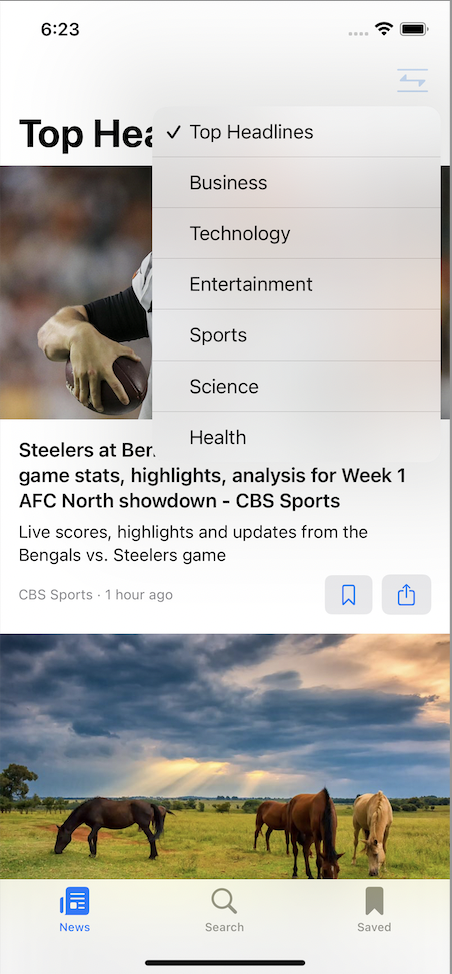 6:23
Top Hea
✓ Top Headlines
Business
Technology
Entertainment
Sports
Science
Health
Steelers at Ben
game stats, highlights, analysis for Week 1
AFC North showdown - CBS Sports
Live scores, highlights and updates from the
Bengals vs. Steelers game
CBS Sports · 1 hour ago
News
Search
Saved